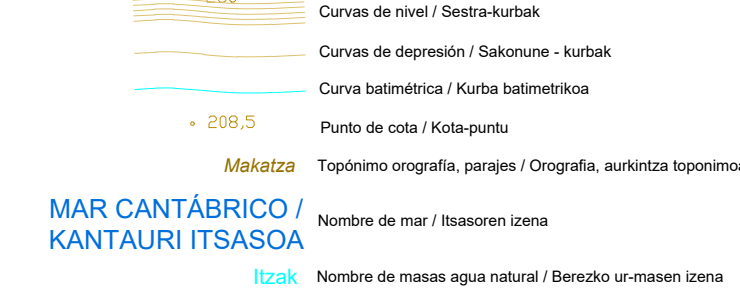 Curvas de nivel / Sestra-kurbak
Curvas de depresión / Sakonune - kurbak
Curva batimétrica / Kurba batimetrikoa
208,5 Punto de cota / Kota-puntu
Makatza Topónimo orografía, parajes / Orografia, aurkintza toponimoa
MAR CANTÁBRICO /
KANTAURI ITSASOA
Nombre de mar / Itsasoren izena
Itzak Nombre de masas agua natural / Berezko ur-masen izena